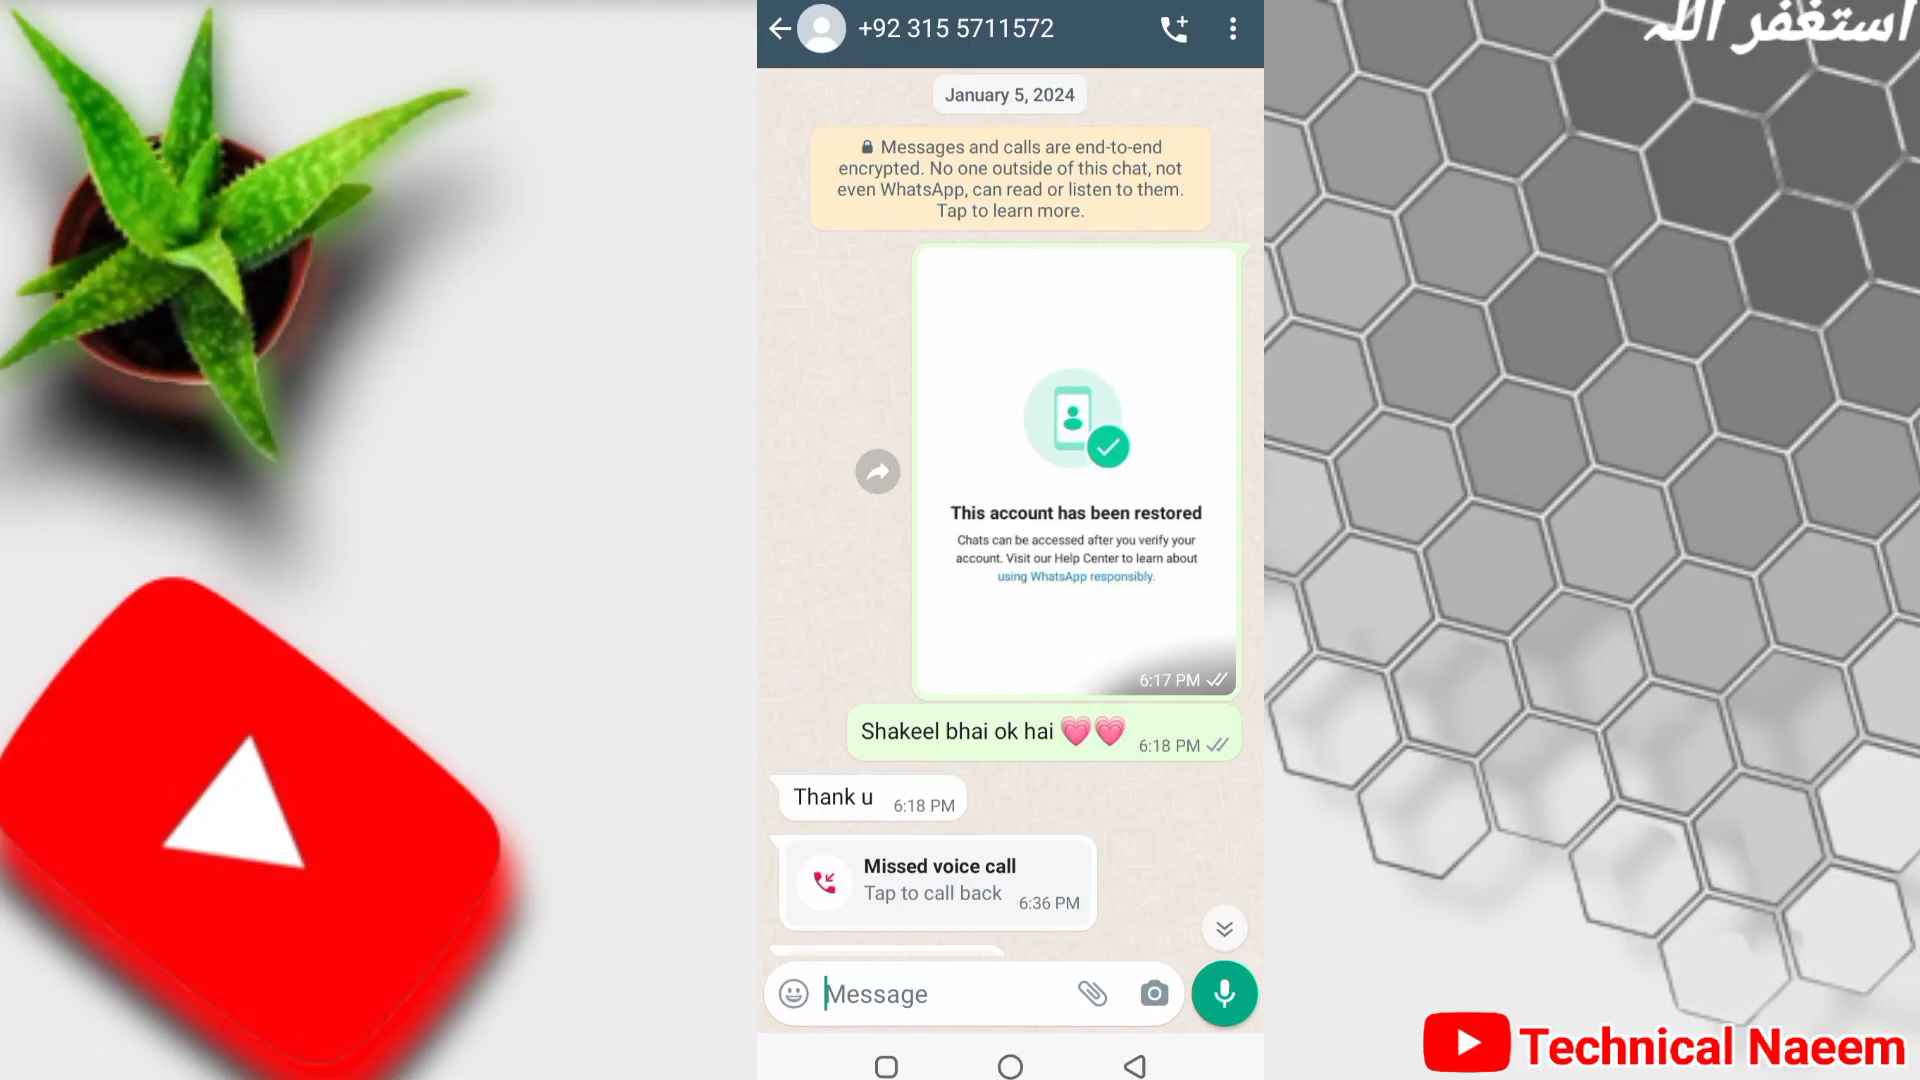 +92 315 5711572
استغفر اللہ
January 5, 2024
Messages and calls are end-to-end
encrypted. No one outside of this chat, not
even WhatsApp, can read or listen to them.
Tap to learn more.
This account has been restored
Chats can be accessed after you verify your
account. Visit our Help Center to learn about
using WhatsApp responsibly.
6:17 PM
Shakeel bhai ok hai 💗💗 6:18 PM
Thank u 6:18 PM
Missed voice call
Tap to call back 6:36 PM
Message
Technical Naeem